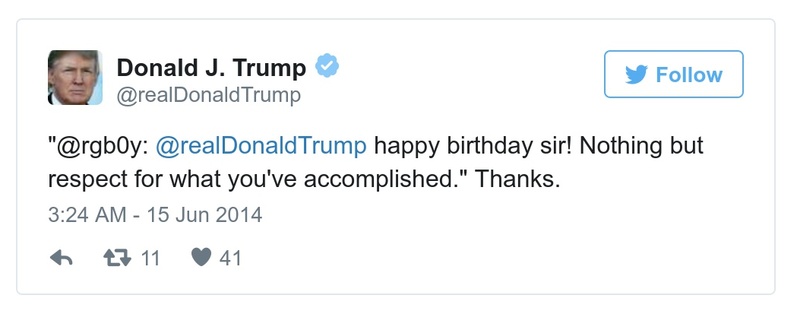 Donald J. Trump
@realDonaldTrump
Follow
"@rgb0y: @realDonaldTrump happy birthday sir! Nothing but
respect for what you've accomplished." Thanks.
3:24 AM - 15 Jun 2014
11 41